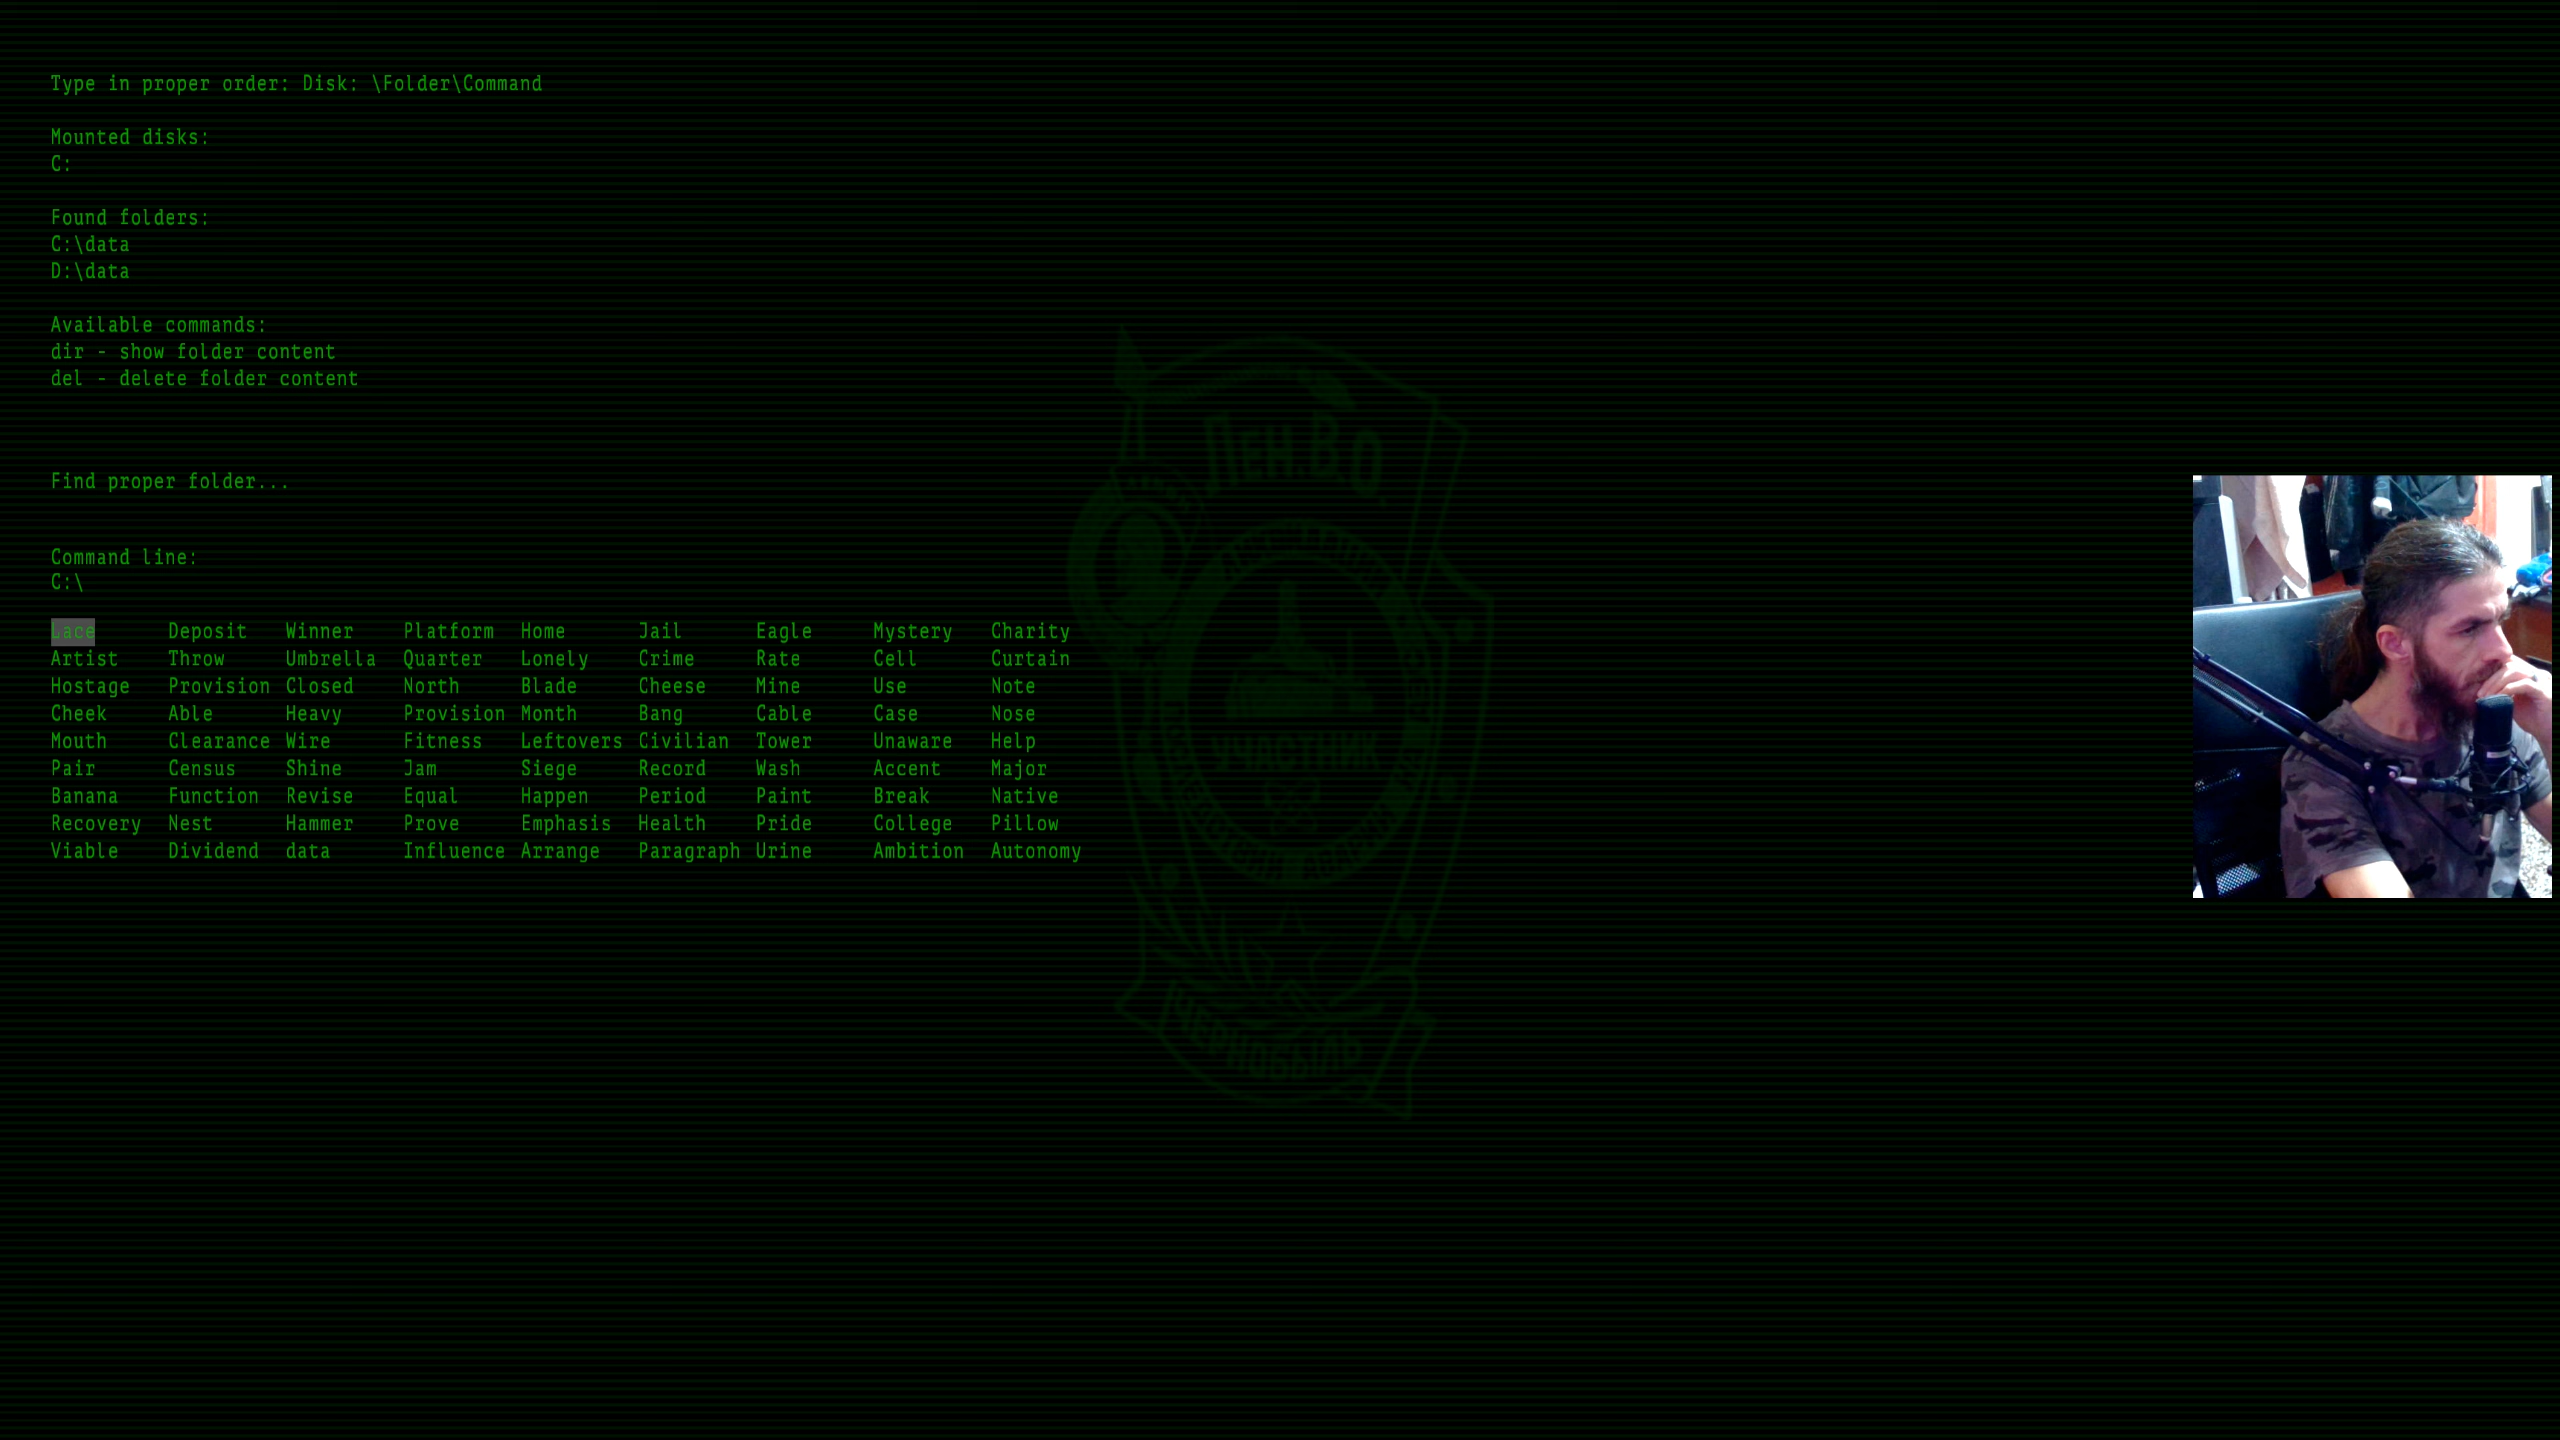 Type in proper order: Disk: \Folder\Command
Mounted disks:
C:
Found folders:
C:\data
D:\data
Available commands:
dir - show folder content
del - delete folder content
Find proper folder...
Command line:
C:\
Lace Deposit Winner Platform Home Jail Eagle Mystery Charity
Artist Throw Umbrella Quarter Lonely Crime Rate Cell Curtain
Hostage Provision Closed North Blade Cheese Mine Use Note
Cheek Able Heavy Provision Month Bang Cable Case Nose
Mouth Clearance Wire Fitness Leftovers Civilian Tower Unaware Help
Pair Census Shine Jam Siege Record Wash Accent Major
Banana Function Revise Equal Happen Period Paint Break Native
Recovery Nest Hammer Prove Emphasis Health Pride College Pillow
Viable Dividend data Influence Arrange Paragraph Urine Ambition Autonomy
ЛЕН.В.О.
УЧАСТНИК
ЧЕРНОБЫЛЬ